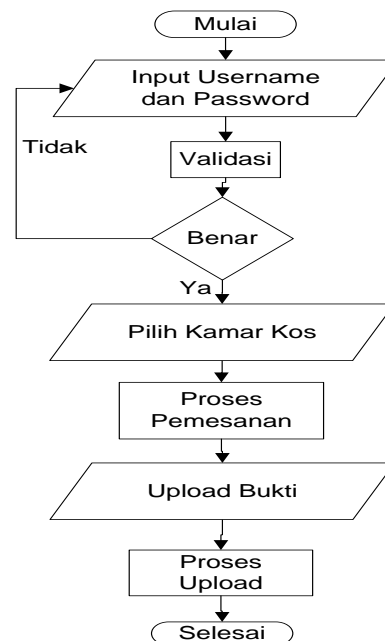 Mulai
Input Username
dan Password
Tidak
Validasi
Benar
Ya
Pilih Kamar Kos
Proses
Pemesanan
Upload Bukti
Proses
Upload
Selesai